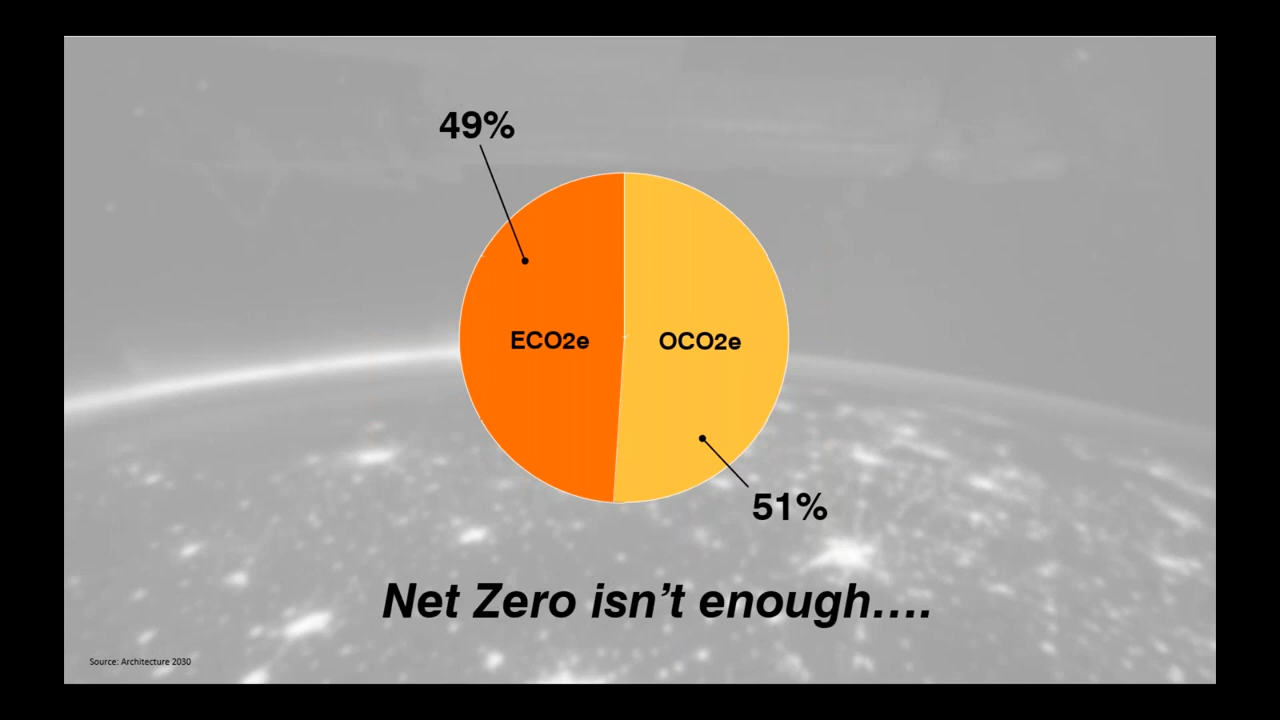 49%
ECO2e
OCO2e
51%
Net Zero isn’t enough....
Source: Architecture 2030